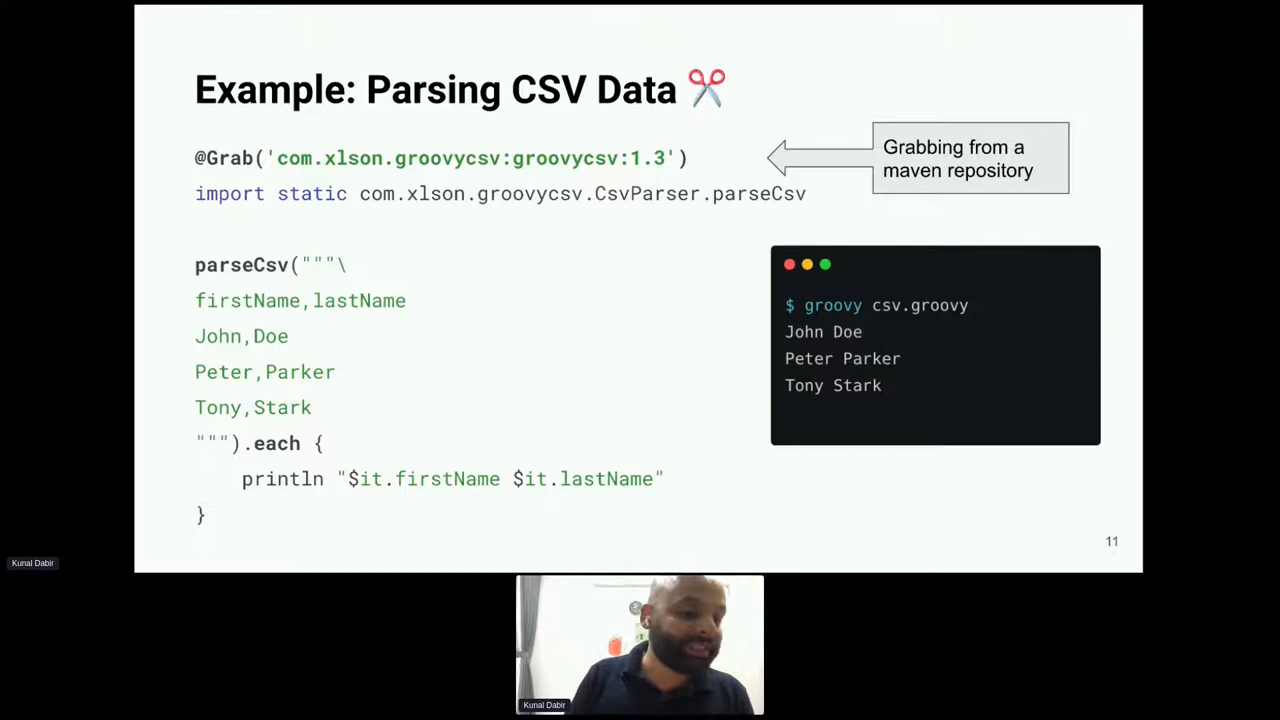 Example: Parsing CSV Data
@Grab('com.xlson.groovycsv:groovycsv:1.3')
import static com.xlson.groovycsv.CsvParser.parseCsv
Grabbing from a
maven repository
parseCsv("""\
firstName,lastName
John,Doe
Peter,Parker
Tony,Stark
""").each {
    println "$it.firstName $it.lastName"
}
$ groovy csv.groovy
John Doe
Peter Parker
Tony Stark
11
Kunal Dabir
Kunal Dabir